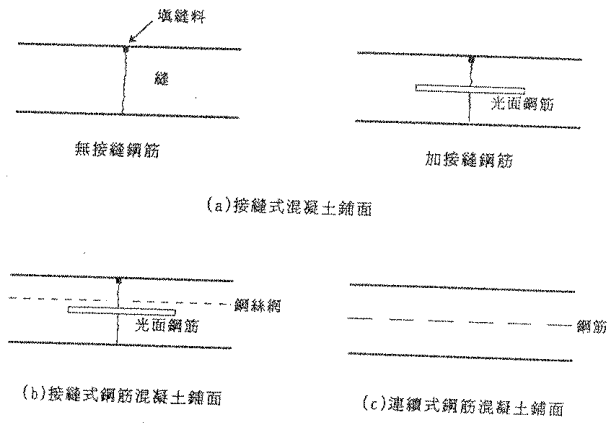 填縫料
縫
無接縫鋼筋
光面鋼筋
加接縫鋼筋
(a)接縫式混凝土鋪面
鋼絲網
光面鋼筋
(b)接縫式鋼筋混凝土鋪面
鋼筋
(c)連續式鋼筋混凝土鋪面